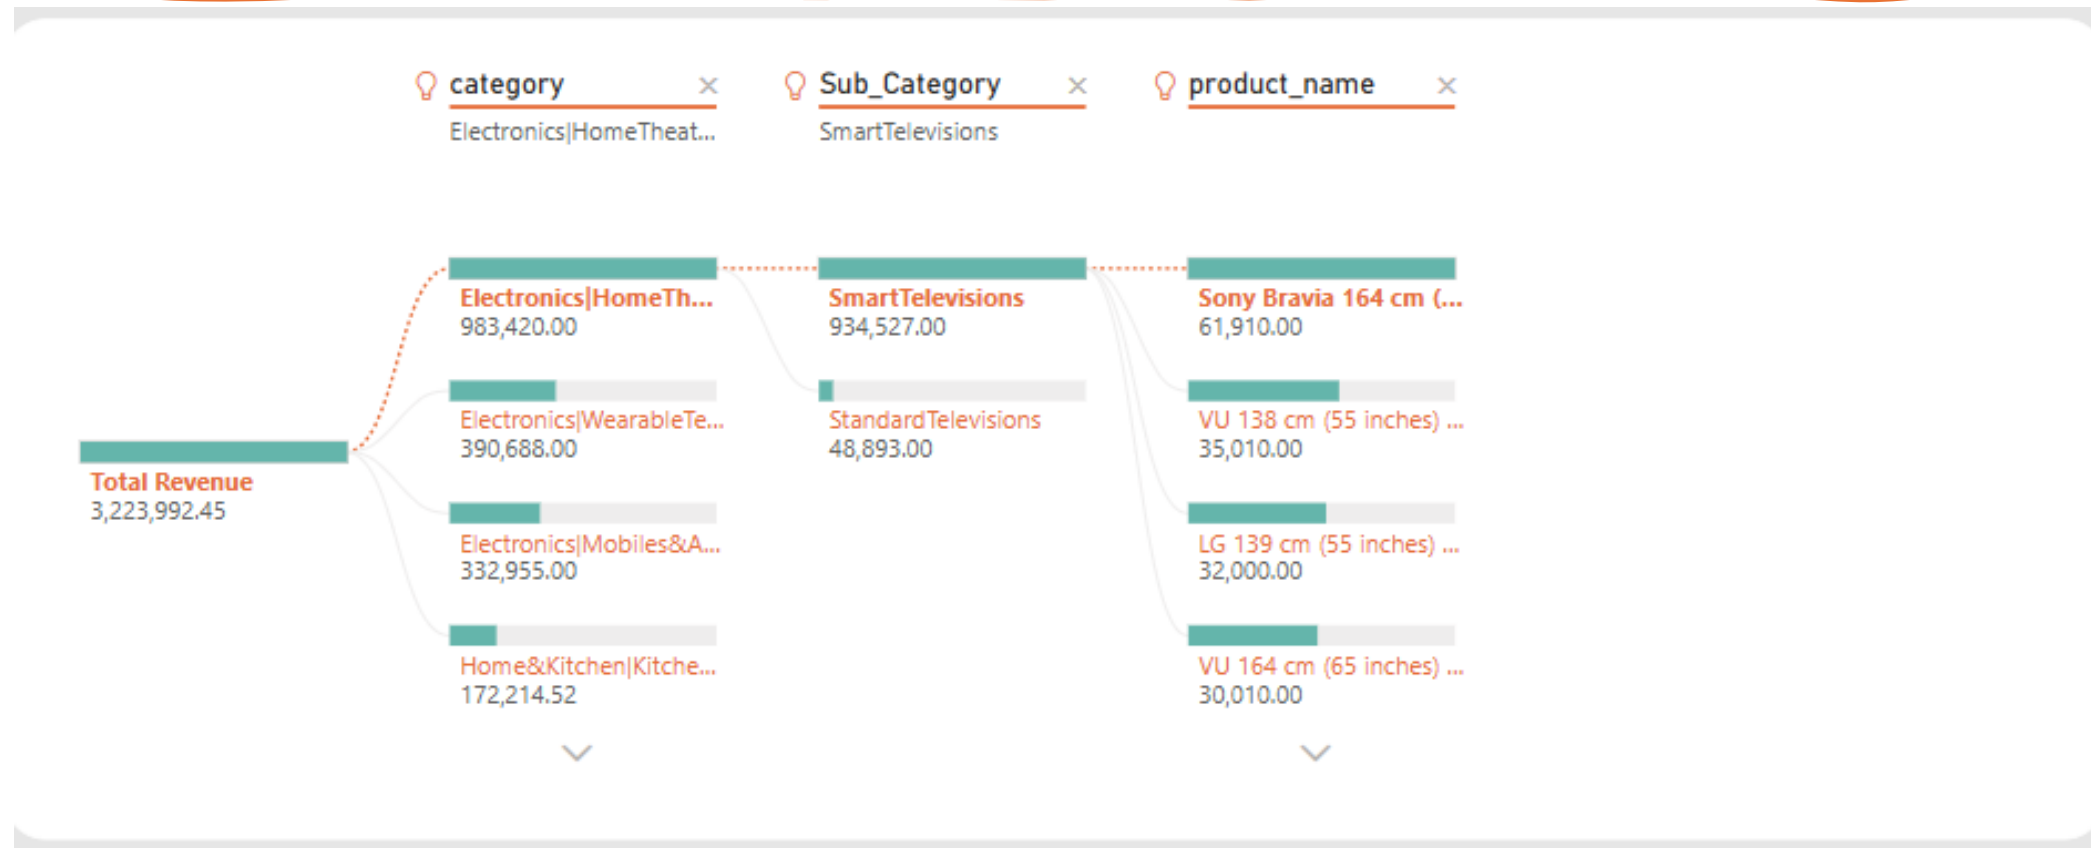 category
Sub_Category
product_name
Electronics|HomeTheat...
SmartTelevisions
Total Revenue
3,223,992.45
Electronics|HomeTh...
983,420.00
Electronics|WearableTe...
390,688.00
Electronics|Mobiles&A...
332,955.00
Home&Kitchen|Kitche...
172,214.52
SmartTelevisions
934,527.00
StandardTelevisions
48,893.00
Sony Bravia 164 cm (...
61,910.00
VU 138 cm (55 inches) ...
35,010.00
LG 139 cm (55 inches) ...
32,000.00
VU 164 cm (65 inches) ...
30,010.00